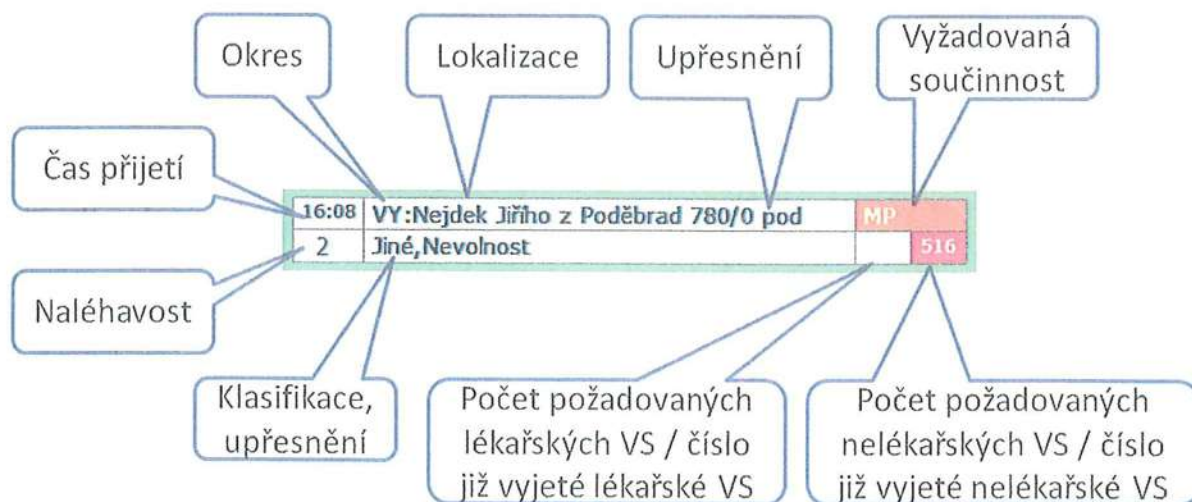 Okres
Lokalizace
Upřesnění
Vyžadovaná
součinnost
Čas přijetí
16:08 VY:Nejdek Jiřího z Poděbrad 780/0 pod MP
2 Jiné,Nevolnost 516
Naléhavost
Klasifikace,
upřesnění
Počet požadovaných
lékařských VS / číslo
již vyjeté lékařské VS
Počet požadovaných
nelékařských VS / číslo
již vyjeté nelékařské VS